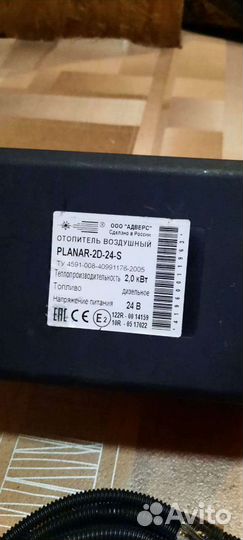 ООО "АДВЕРС"
Сделано в России
ОТОПИТЕЛЬ ВОЗДУШНЫЙ
PLANAR-2D-24-S
ТУ 4591-008-40991176-2005
Теплопроизводительность 2,0 кВт
Топливо дизельное
Напряжение питания 24 В
EAC CE E2 122R - 00 14159
10R - 05 17022
Avito